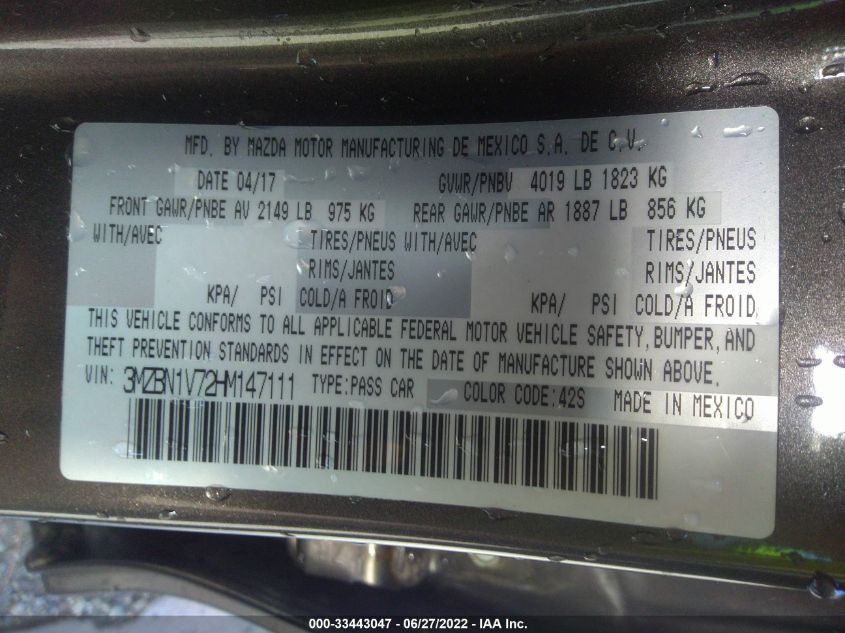 MFD. BY MAZDA MOTOR MANUFACTURING DE MEXICO S.A. DE C.V.
DATE 04/17 GVWR/PNBV 4019 LB 1823 KG
FRONT GAWR/PNBE AV 2149 LB 975 KG REAR GAWR/PNBE AR 1887 LB 856 KG
WITH/AVEC TIRES/PNEUS WITH/AVEC TIRES/PNEUS
RIMS/JANTES RIMS/JANTES
KPA/ PSI COLD/A FROID KPA/ PSI COLD/A FROID
THIS VEHICLE CONFORMS TO ALL APPLICABLE FEDERAL MOTOR VEHICLE SAFETY, BUMPER, AND
THEFT PREVENTION STANDARDS IN EFFECT ON THE DATE OF MANUFACTURE SHOWN ABOVE.
VIN: 3MZBN1V72HM147111 TYPE:PASS CAR COLOR CODE:42S MADE IN MEXICO
000-33443047 - 06/27/2022 - IAA Inc.